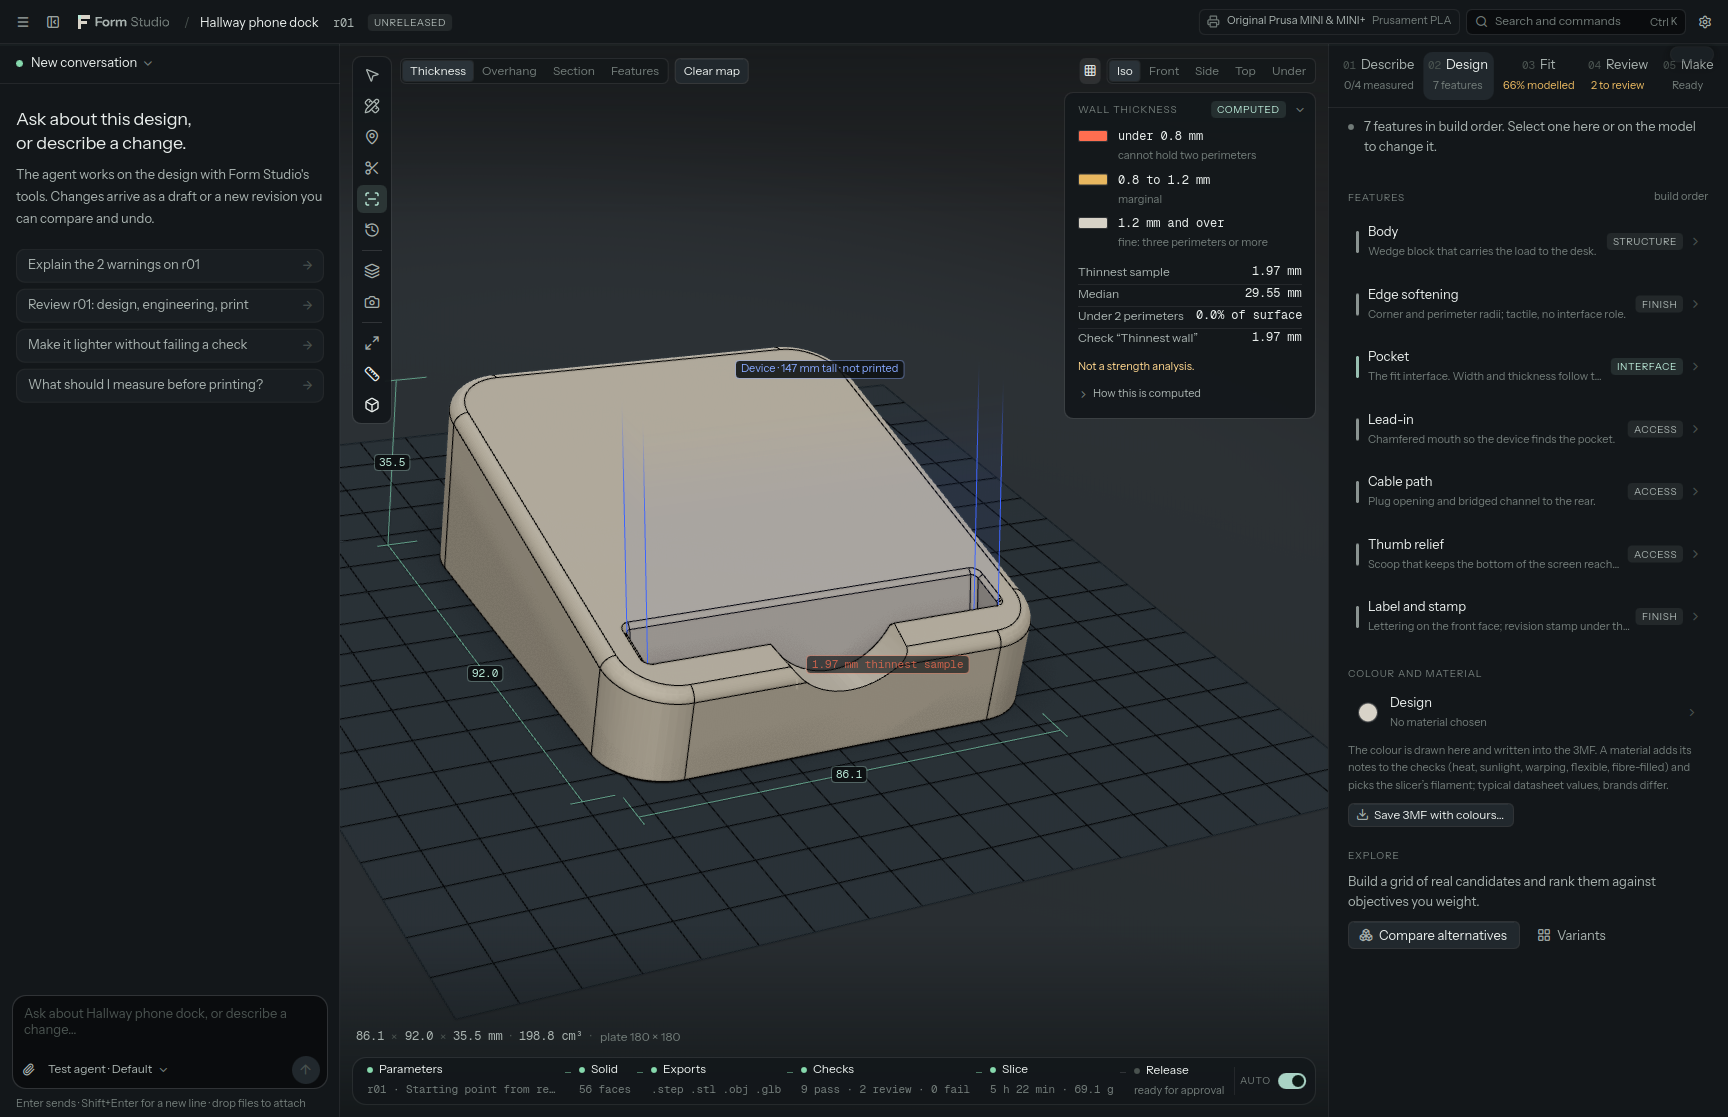 Form Studio / Hallway phone dock r01 UNRELEASED
Original Prusa MINI & MINI+ Prusament PLA
Search and commands Ctrl K
New conversation
Ask about this design,
or describe a change.
The agent works on the design with Form Studio's
tools. Changes arrive as a draft or a new revision you
can compare and undo.
Explain the 2 warnings on r01
Review r01: design, engineering, print
Make it lighter without failing a check
What should I measure before printing?
Ask about Hallway phone dock, or describe a
change...
Test agent · Default
Enter sends · Shift+Enter for a new line · drop files to attach
Thickness Overhang Section Features Clear map
Iso Front Side Top Under
WALL THICKNESS COMPUTED
under 0.8 mm
cannot hold two perimeters
0.8 to 1.2 mm
marginal
1.2 mm and over
fine: three perimeters or more
Thinnest sample 1.97 mm
Median 29.55 mm
Under 2 perimeters 0.0% of surface
Check “Thinnest wall” 1.97 mm
Not a strength analysis.
How this is computed
Device · 147 mm tall · not printed
35.5
92.0
1.97 mm thinnest sample
86.1
86.1 × 92.0 × 35.5 mm · 198.8 cm³ · plate 180 × 180
Parameters
r01 · Starting point from re…
Solid
56 faces
Exports
.step .stl .obj .glb
Checks
9 pass · 2 review · 0 fail
Slice
5 h 22 min · 69.1 g
Release
ready for approval
AUTO
01 Describe
0/4 measured
02 Design
7 features
03 Fit
66% modelled
04 Review
2 to review
05 Make
Ready
7 features in build order. Select one here or on the model
to change it.
FEATURES build order
Body
Wedge block that carries the load to the desk.
STRUCTURE
Edge softening
Corner and perimeter radii; tactile, no interface role.
FINISH
Pocket
The fit interface. Width and thickness follow t…
INTERFACE
Lead-in
Chamfered mouth so the device finds the pocket.
ACCESS
Cable path
Plug opening and bridged channel to the rear.
ACCESS
Thumb relief
Scoop that keeps the bottom of the screen reach…
ACCESS
Label and stamp
Lettering on the front face; revision stamp under th…
FINISH
COLOUR AND MATERIAL
Design
No material chosen
The colour is drawn here and written into the 3MF. A material adds its
notes to the checks (heat, sunlight, warping, flexible, fibre-filled) and
picks the slicer's filament; typical datasheet values, brands differ.
Save 3MF with colours…
EXPLORE
Build a grid of real candidates and rank them against
objectives you weight.
Compare alternatives Variants